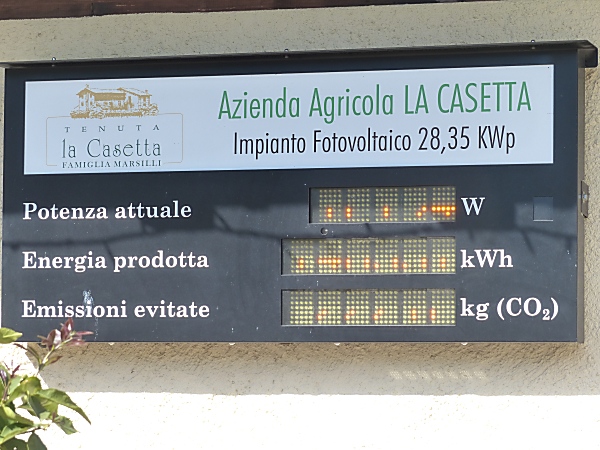 Azienda Agricola LA CASETTA
Impianto Fotovoltaico 28,35 KWp
TENUTA
la Casetta
FAMIGLIA MARSILLI
Potenza attuale W
Energia prodotta kWh
Emissioni evitate kg (CO₂)